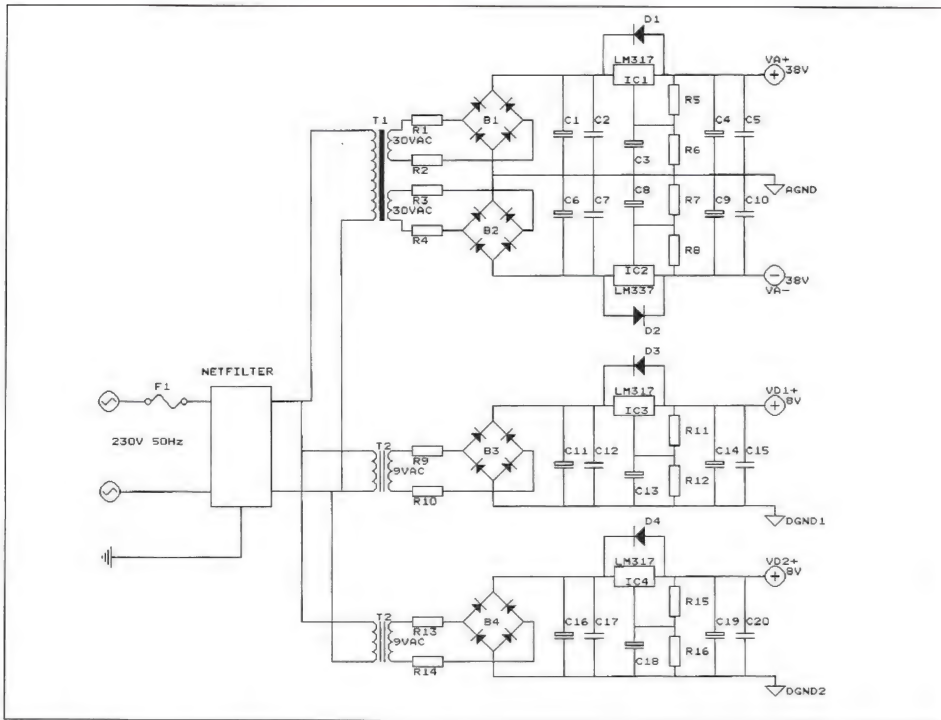 D1
LM317
IC1
VA+
38V
R5
T1
R1
30VAC
R2
B1
C1
C2
C3
R6
C4
C5
AGND
R3
30VAC
R4
B2
C6
C7
C8
R7
C9
C10
R8
IC2
LM337
38V
VA-
D2
D3
NETFILTER
F1
LM317
IC3
VD1+
8V
230V 50Hz
T2
R9
9VAC
R10
B3
C11
C12
C13
R11
R12
C14
C15
DGND1
D4
LM317
IC4
VD2+
8V
T2
R13
9VAC
R14
B4
C16
C17
C18
R15
R16
C19
C20
DGND2